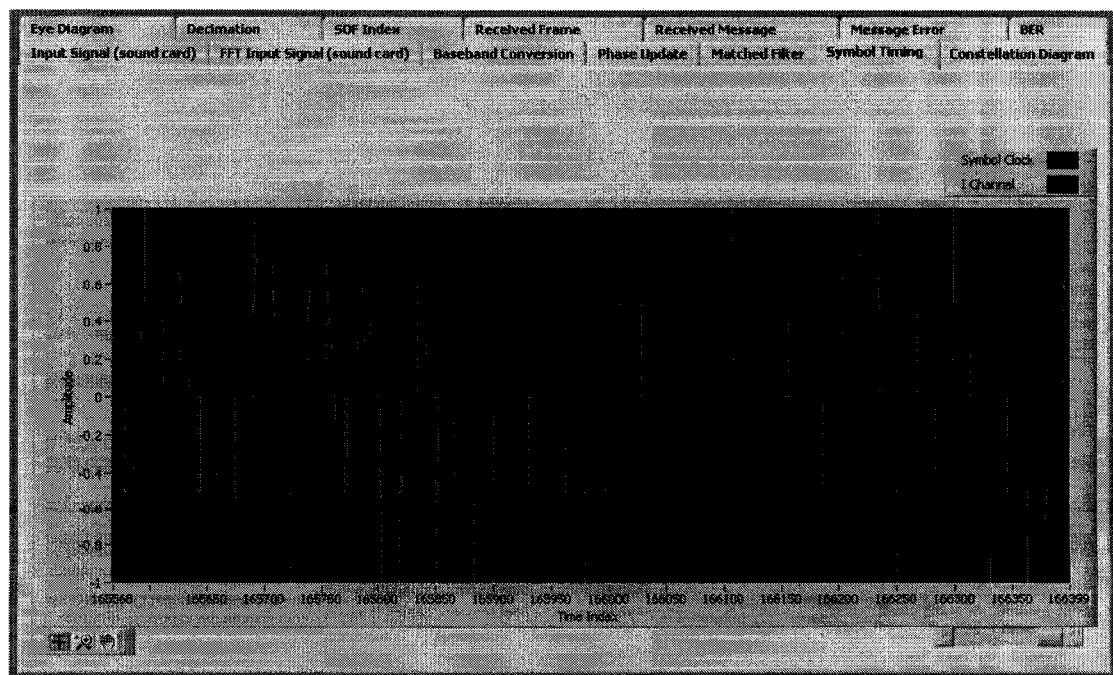 Eye Diagram Decimation SOF Index Received Frame Received Message Message Error BER
Input Signal (sound card) FFT Input Signal (sound card) Baseband Conversion Phase Update Matched Filter Symbol Timing Constellation Diagram
Symbol Clock
I Channel
1
0.8
0.6
0.4
0.2
0
-0.2
-0.4
-0.6
-0.8
-1
Amplitude
165568 165650 165700 165750 165800 165850 165900 165950 166000 166050 166100 166150 166200 166250 166300 166350 166399
Time Index